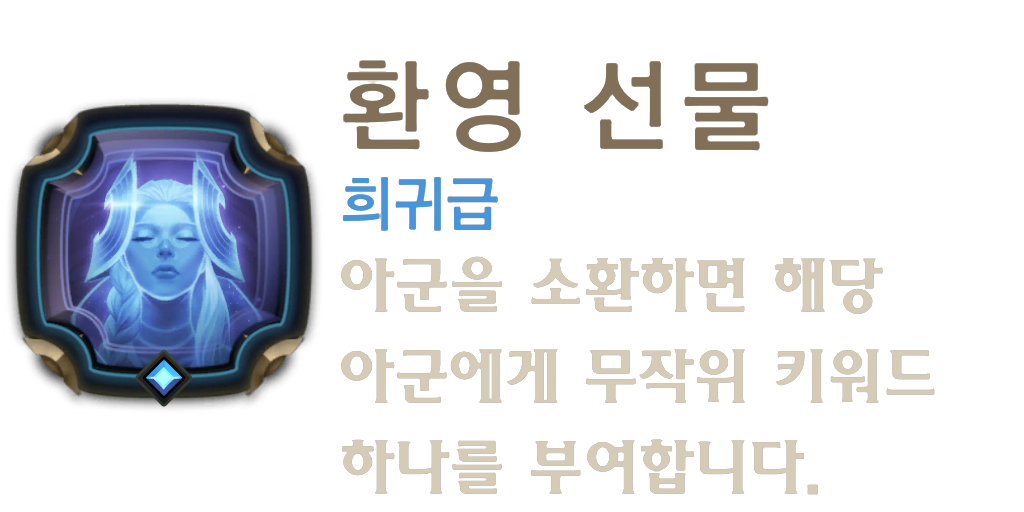 환영 선물
희귀급
아군을 소환하면 해당
아군에게 무작위 키워드
하나를 부여합니다.